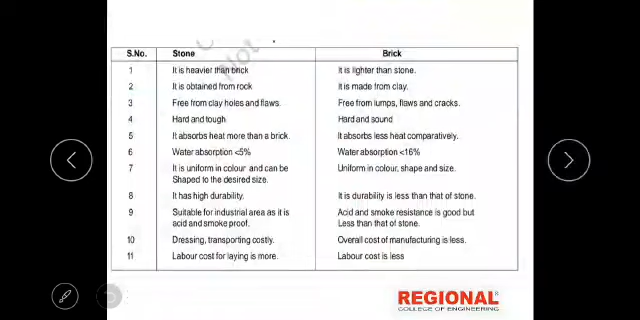 Not
S.No. Stone Brick
1 It is heavier than brick It is lighter than stone.
2 It is obtained from rock It is made from clay.
3 Free from clay holes and flaws. Free from lumps, flaws and cracks.
4 Hard and tough Hard and sound
5 It absorbs heat more than a brick. It absorbs less heat comparatively.
6 Water absorption <5% Water absorption <16%
7 It is uniform in colour and can be Uniform in colour, shape and size.
Shaped to the desired size.
8 It has high durability. It is durability is less than that of stone.
9 Suitable for industrial area as it is Acid and smoke resistance is good but
acid and smoke proof. Less than that of stone.
10 Dressing, transporting costly. Overall cost of manufacturing is less.
11 Labour cost for laying is more. Labour cost is less
REGIONAL
COLLEGE OF ENGINEERING